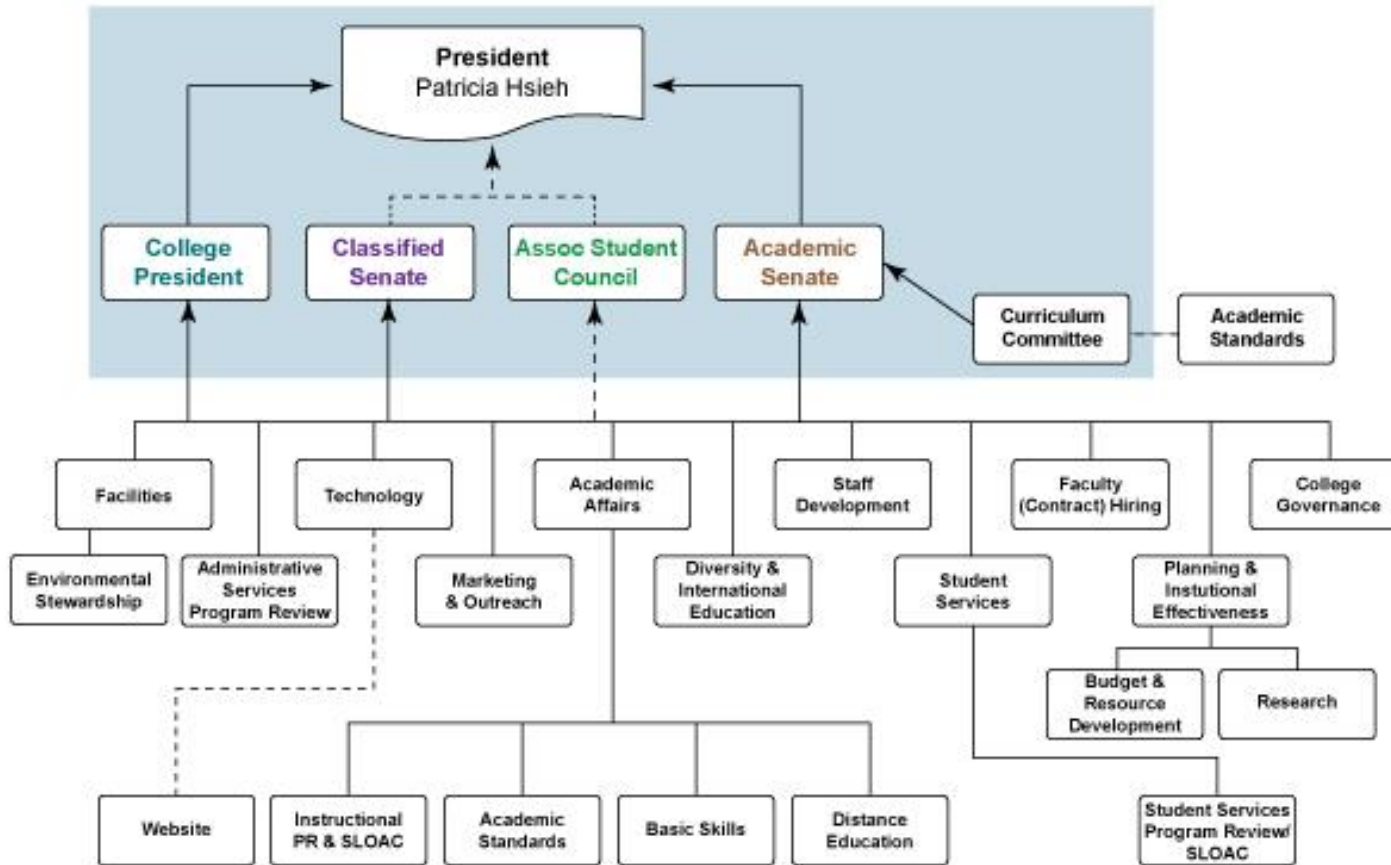 President
Patricia Hsieh
College
President
Classified
Senate
Assoc Student
Council
Academic
Senate
Curriculum
Committee
Academic
Standards
Facilities
Technology
Academic
Affairs
Staff
Development
Faculty
(Contract) Hiring
College
Governance
Environmental
Stewardship
Administrative
Services
Program Review
Marketing
& Outreach
Diversity &
International
Education
Student
Services
Planning &
Instutional
Effectiveness
Budget &
Resource
Development
Research
Website
Instructional
PR & SLOAC
Academic
Standards
Basic Skills
Distance
Education
Student Services
Program Review/
SLOAC